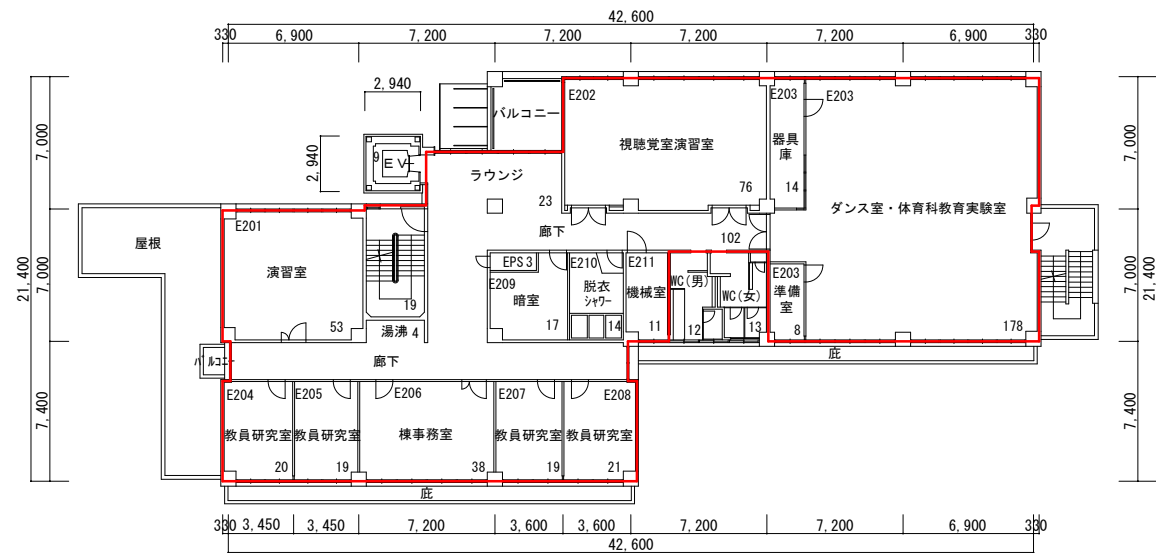 42,600
330 6,900 7,200 7,200 7,200 7,200 6,900 330
2,940
2,940
7,000
7,000
7,400
21,400
7,000
7,000
7,400
21,400
バルコニー
E202
視聴覚室演習室
76
E203
器具
庫
14
E203
ダンス室・体育科教育実験室
178
9
EV
ラウンジ
23
廊下
102
屋根
E201
演習室
53
19
湯沸 4
EPS 3
E209
暗室
17
E210
脱衣
シャワー
14
E211
機械室
11
WC(男)
12
WC(女)
13
E203
準備
室
8
バルコニー
廊下
庇
E204
教員研究室
20
E205
教員研究室
19
E206
棟事務室
38
E207
教員研究室
19
E208
教員研究室
21
庇
330 3,450 3,450 7,200 3,600 3,600 7,200 7,200 6,900 330
42,600